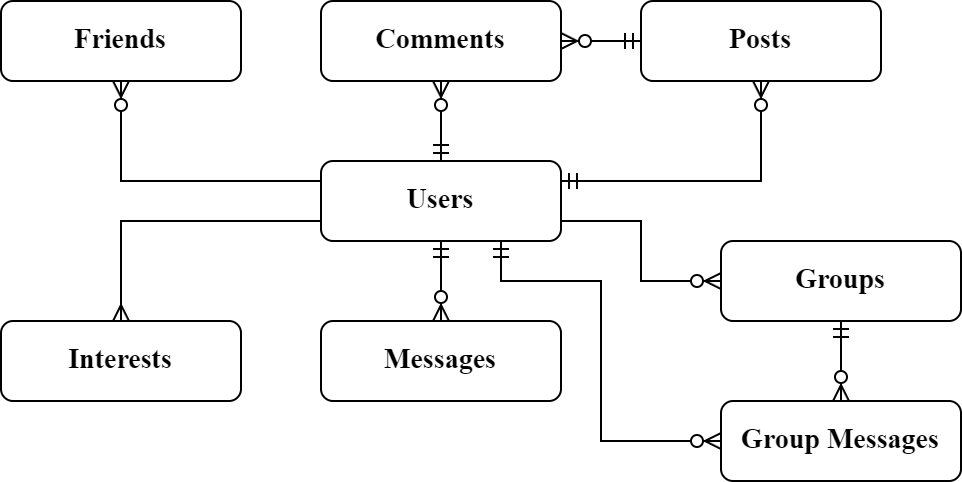 Friends
Comments
Posts
Users
Groups
Interests
Messages
Group Messages